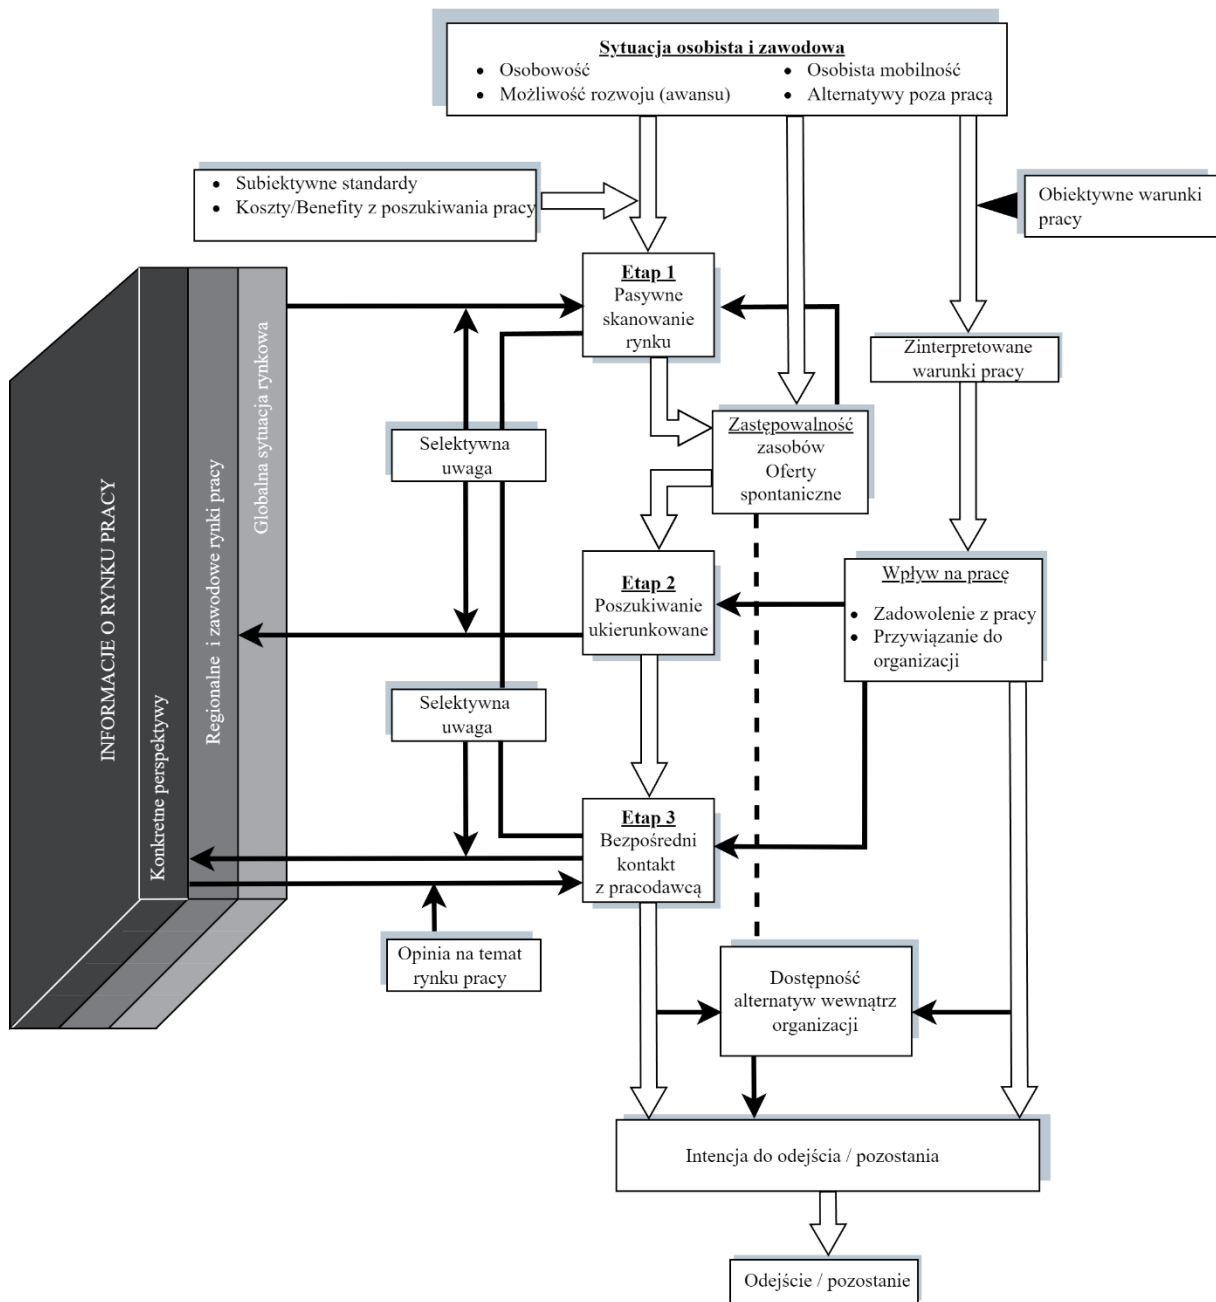 Sytuacja osobista i zawodowa
• Osobowość
• Możliwość rozwoju (awansu)
• Osobista mobilność
• Alternatywy poza pracą
• Subiektywne standardy
• Koszty/Benefity z poszukiwania pracy
Obiektywne warunki
pracy
Etap 1
Pasywne
skanowanie
rynku
Zinterpretowane
warunki pracy
INFORMACJE O RYNKU PRACY
Konkretne perspektywy
Regionalne i zawodowe rynki pracy
Globalna sytuacja rynkowa
Selektywna
uwaga
Zastępowalność
zasobów
Oferty
spontaniczne
Etap 2
Poszukiwanie
ukierunkowane
Wpływ na pracę
• Zadowolenie z pracy
• Przywiązanie do
organizacji
Selektywna
uwaga
Etap 3
Bezpośredni
kontakt
z pracodawcą
Opinia na temat
rynku pracy
Dostępność
alternatyw wewnątrz
organizacji
Intencja do odejścia / pozostania
Odejście / pozostanie